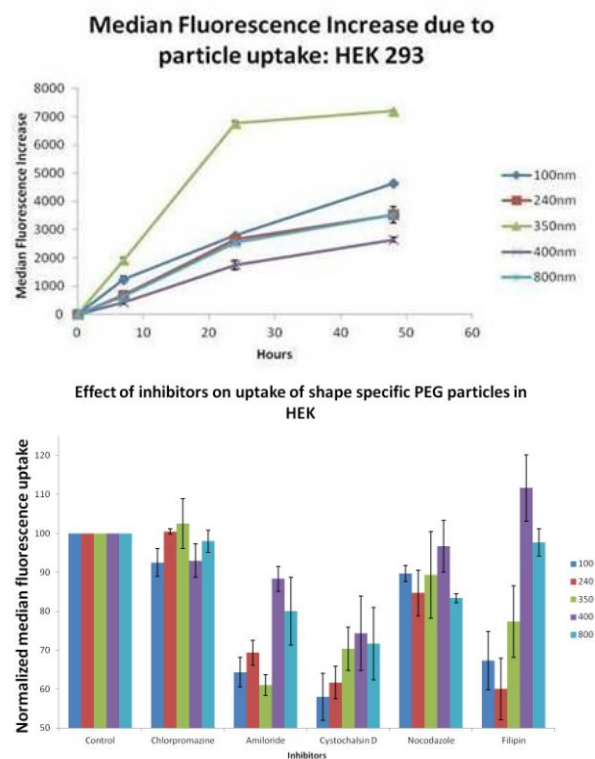 Median Fluorescence Increase due to
particle uptake: HEK 293
Median Fluorescence Increase
8000
7000
6000
5000
4000
3000
2000
1000
0
0 10 20 30 40 50 60
Hours
100nm
240nm
350nm
400nm
800nm
Effect of inhibitors on uptake of shape specific PEG particles in
HEK
Normalized median fluorescence uptake
120
110
100
90
80
70
60
50
Control Chlorpromazine Amiloride Cystochalsin D Nocodazole Filipin
Inhibitors
100
240
350
400
800